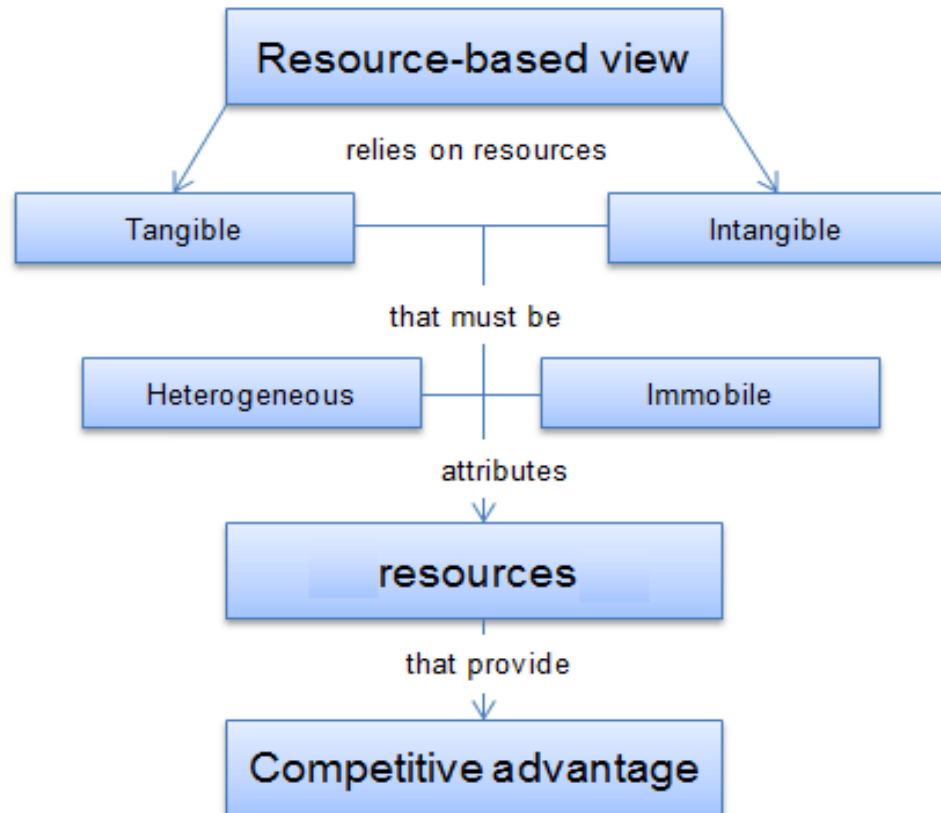 Resource-based view
relies on resources
Tangible
Intangible
that must be
Heterogeneous
Immobile
attributes
resources
that provide
Competitive advantage